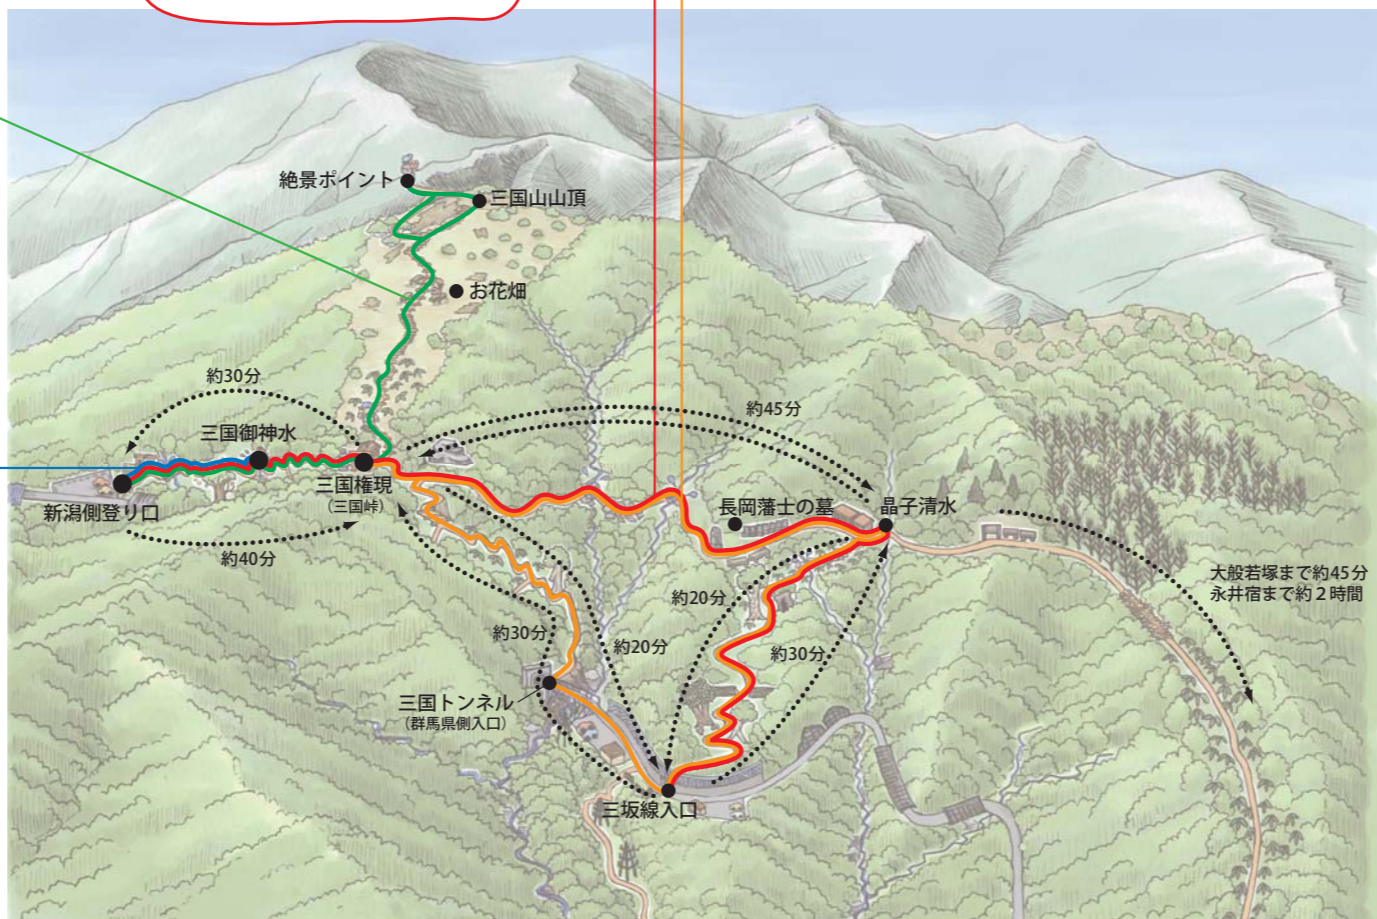 絶景ポイント
三国山山頂
お花畑
約30分
約45分
三国御神水
三国権現
（三国峠）
新潟側登り口
長岡藩士の墓
晶子清水
約40分
大般若塚まで約45分
永井宿まで約２時間
約20分
約30分
約20分
約30分
三国トンネル
（群馬県側入口）
三坂線入口